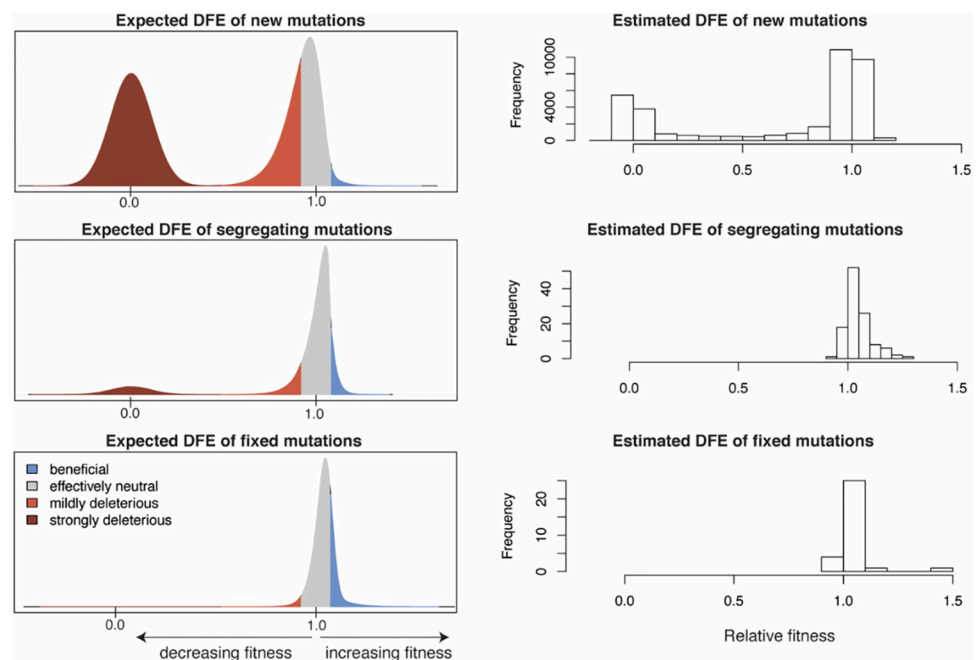 Expected DFE of new mutations
0.0 1.0
Estimated DFE of new mutations
Frequency
0 4000 10000
0.0 0.5 1.0 1.5
Expected DFE of segregating mutations
0.0 1.0
Estimated DFE of segregating mutations
Frequency
0 20 40
0.0 0.5 1.0 1.5
Expected DFE of fixed mutations
beneficial
effectively neutral
mildly deleterious
strongly deleterious
0.0 1.0
decreasing fitness increasing fitness
Estimated DFE of fixed mutations
Frequency
0 10 20
0.0 0.5 1.0 1.5
Relative fitness